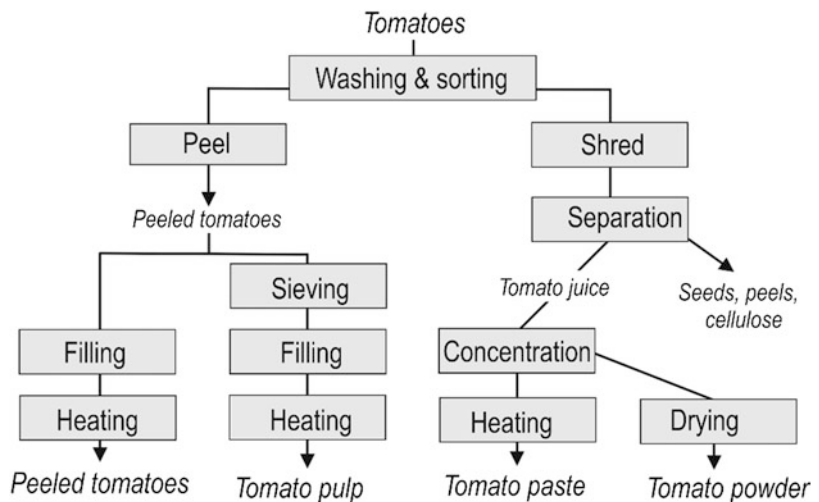 Tomatoes
Washing & sorting
Peel
Shred
Peeled tomatoes
Separation
Sieving
Tomato juice
Seeds, peels,
cellulose
Filling
Filling
Concentration
Heating
Heating
Heating
Drying
Peeled tomatoes
Tomato pulp
Tomato paste
Tomato powder